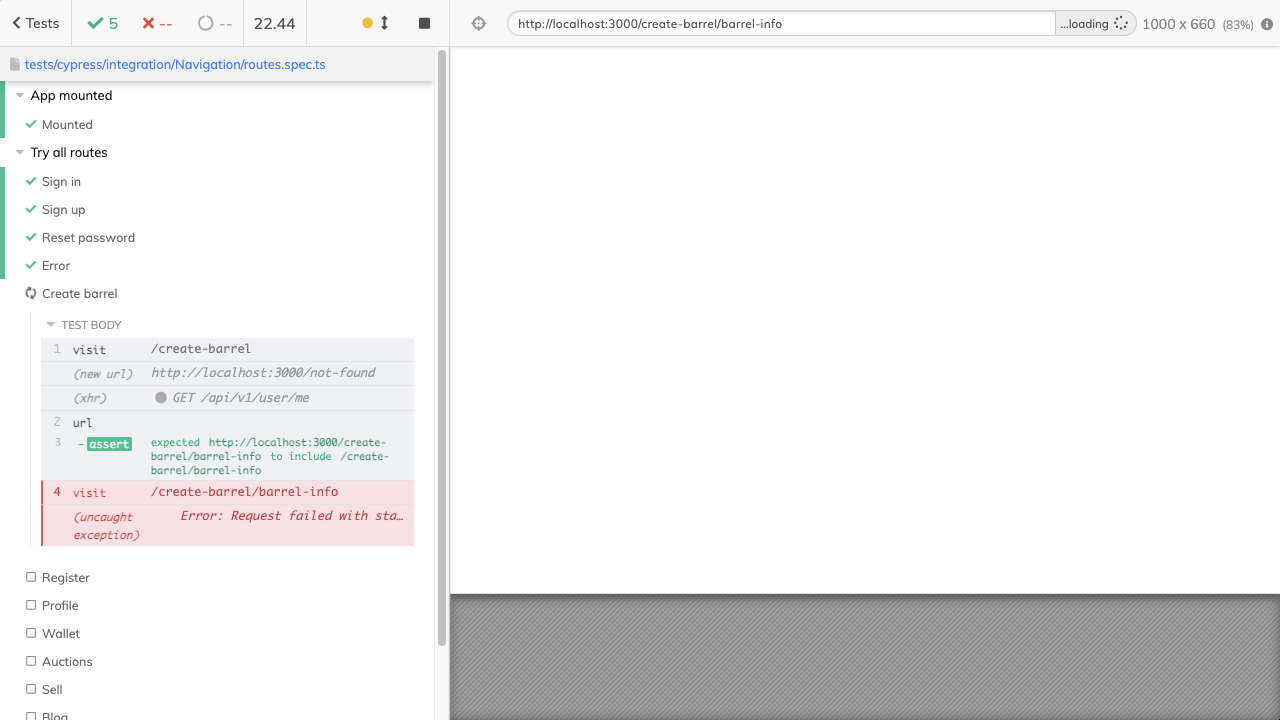 Tests 5 -- -- 22.44 http://localhost:3000/create-barrel/barrel-info ...loading 1000 x 660 (83%)
tests/cypress/integration/Navigation/routes.spec.ts
App mounted
Mounted
Try all routes
Sign in
Sign up
Reset password
Error
Create barrel
TEST BODY
1 visit /create-barrel
(new url) http://localhost:3000/not-found
(xhr) GET /api/v1/user/me
2 url
3 -assert expected http://localhost:3000/create-
barrel/barrel-info to include /create-
barrel/barrel-info
4 visit /create-barrel/barrel-info
(uncaught Error: Request failed with sta…
exception)
Register
Profile
Wallet
Auctions
Sell
Blog